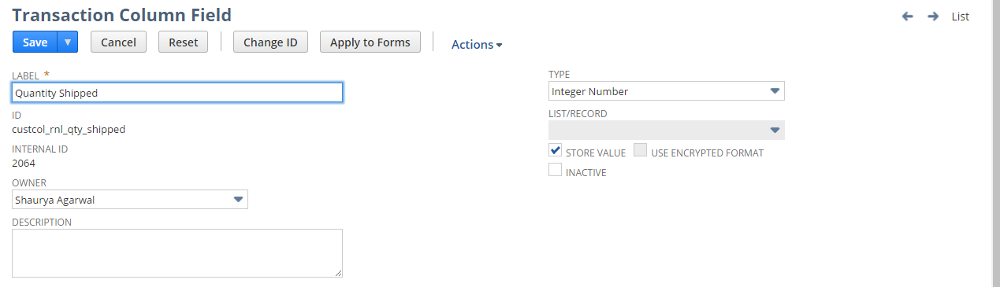 Transaction Column Field
List
Save
Cancel
Reset
Change ID
Apply to Forms
Actions
LABEL *
Quantity Shipped
ID
custcol_rnl_qty_shipped
INTERNAL ID
2064
OWNER
Shaurya Agarwal
DESCRIPTION
TYPE
Integer Number
LIST/RECORD
STORE VALUE USE ENCRYPTED FORMAT
INACTIVE